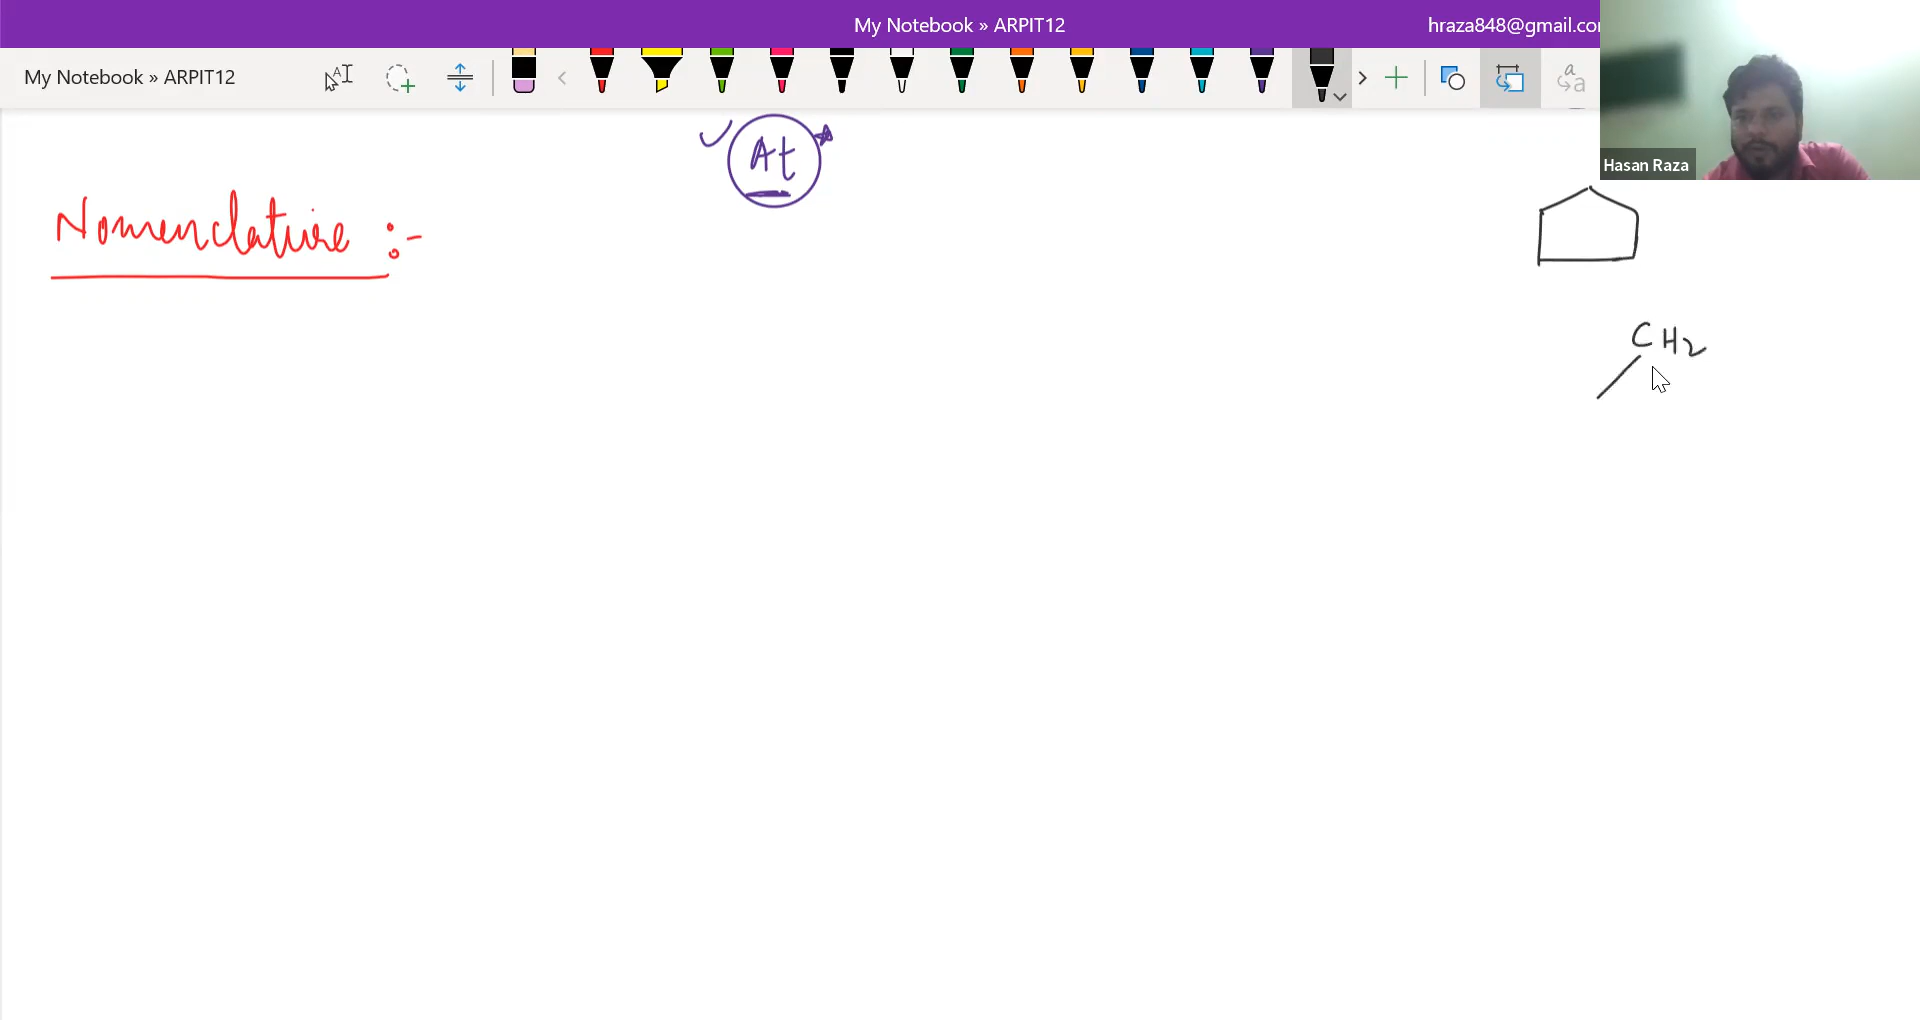 My Notebook » ARPIT12
hraza848@gmail.co
My Notebook » ARPIT12
Hasan Raza
At
Nomenclature :-
CH2